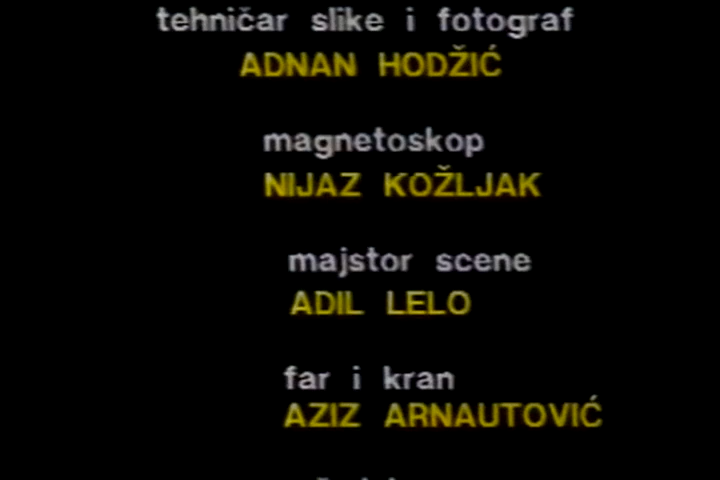 tehničar slike i fotograf
ADNAN HODŽIĆ
magnetoskop
NIJAZ KOŽLJAK
majstor scene
ADIL LELO
far i kran
AZIZ ARNAUTOVIĆ